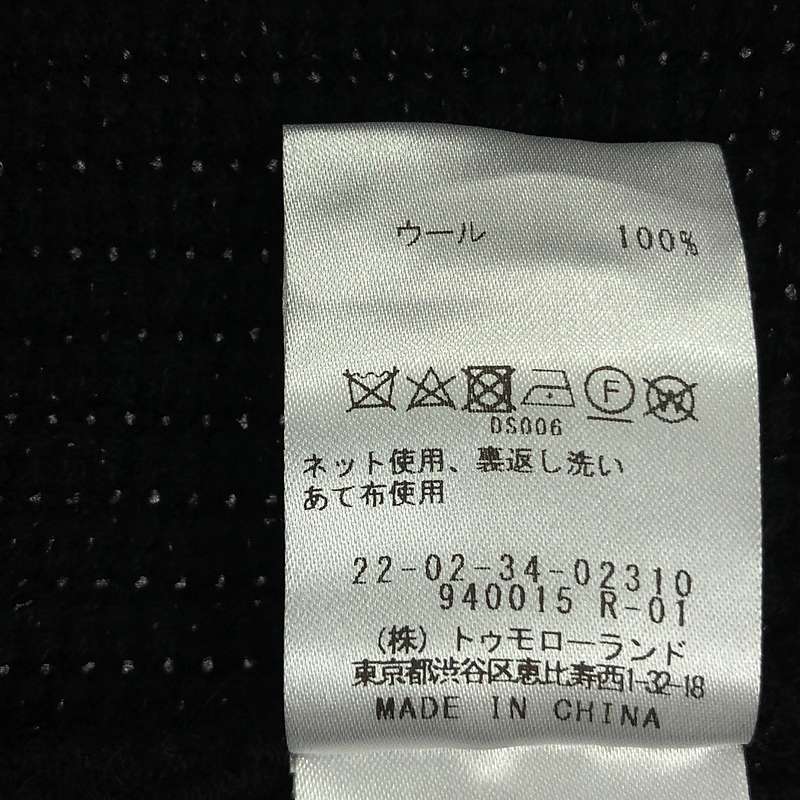 ウール 100%
F W
DS006
ネット使用、裏返し洗い
あて布使用
22-02-34-02310
940015 R-01
(株) トゥモローランド
東京都渋谷区恵比寿西1-32-18
MADE IN CHINA